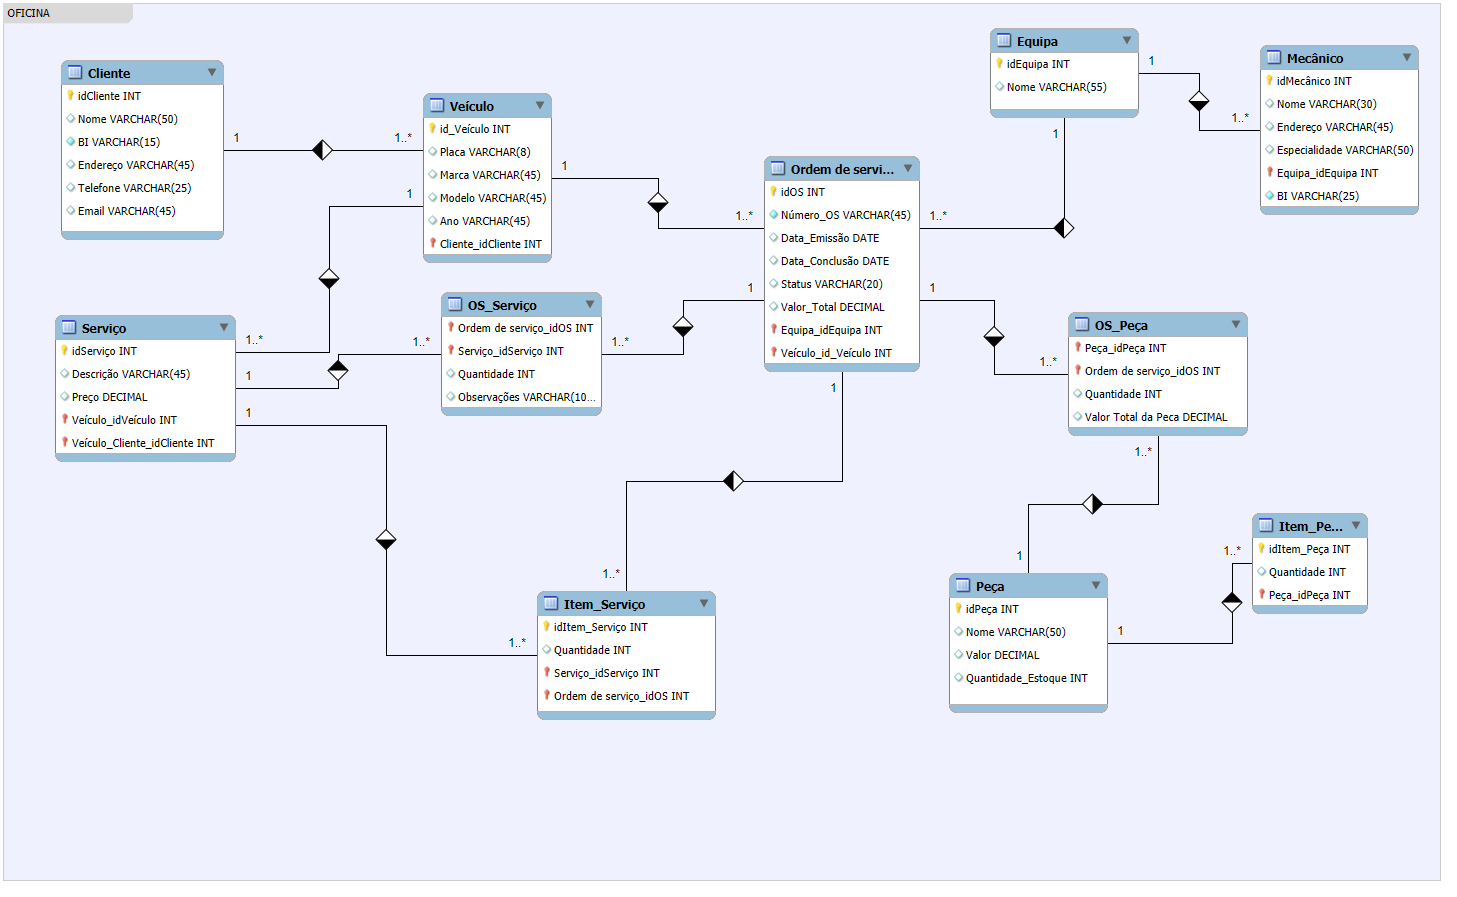 OFICINA
Cliente
idCliente INT
Nome VARCHAR(50)
BI VARCHAR(15)
Endereço VARCHAR(45)
Telefone VARCHAR(25)
Email VARCHAR(45)
1
1..*
Veículo
id_Veículo INT
Placa VARCHAR(8)
Marca VARCHAR(45)
Modelo VARCHAR(45)
Ano VARCHAR(45)
Cliente_idCliente INT
1
1
1..*
Equipa
idEquipa INT
Nome VARCHAR(55)
1
1..*
1
1..*
Mecânico
idMecânico INT
Nome VARCHAR(30)
Endereço VARCHAR(45)
Especialidade VARCHAR(50)
Equipa_idEquipa INT
BI VARCHAR(25)
Ordem de servi...
idOS INT
Número_OS VARCHAR(45)
Data_Emissão DATE
Data_Conclusão DATE
Status VARCHAR(20)
Valor_Total DECIMAL
Equipa_idEquipa INT
Veículo_id_Veículo INT
1
1
1
Serviço
idServiço INT
Descrição VARCHAR(45)
Preço DECIMAL
Veículo_idVeículo INT
Veículo_Cliente_idCliente INT
1..*
1
1
1..*
OS_Serviço
Ordem de serviço_idOS INT
Serviço_idServiço INT
Quantidade INT
Observações VARCHAR(10...
1..*
OS_Peça
Peça_idPeça INT
Ordem de serviço_idOS INT
Quantidade INT
Valor Total da Peca DECIMAL
1..*
1..*
1
Item_Serviço
idItem_Serviço INT
Quantidade INT
Serviço_idServiço INT
Ordem de serviço_idOS INT
1..*
1..*
Peça
idPeça INT
Nome VARCHAR(50)
Valor DECIMAL
Quantidade_Estoque INT
1
1..*
Item_Pe...
idItem_Peça INT
Quantidade INT
Peça_idPeça INT